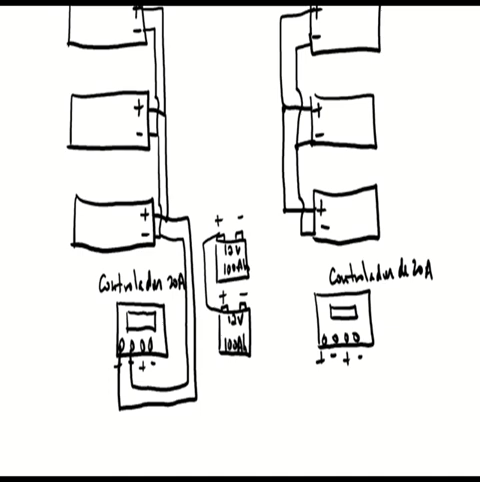 +
-
+
-
+
-
+
-
+
-
+
-
+ -
12V
100Ah
+ -
12V
100Ah
Controlador 20A
+ - + -
Controlador de 20A
+ - + -